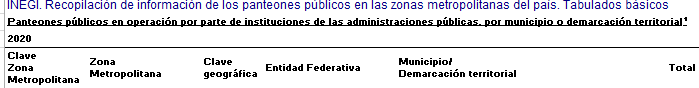 INEGI. Recopilación de información de los panteones públicos en las zonas metropolitanas del país. Tabulados básicos
Panteones públicos en operación por parte de instituciones de las administraciones públicas, por municipio o demarcación territorial¹
2020
Clave Zona Metropolitana
Zona Metropolitana
Clave geográfica
Entidad Federativa
Municipio/ Demarcación territorial
Total